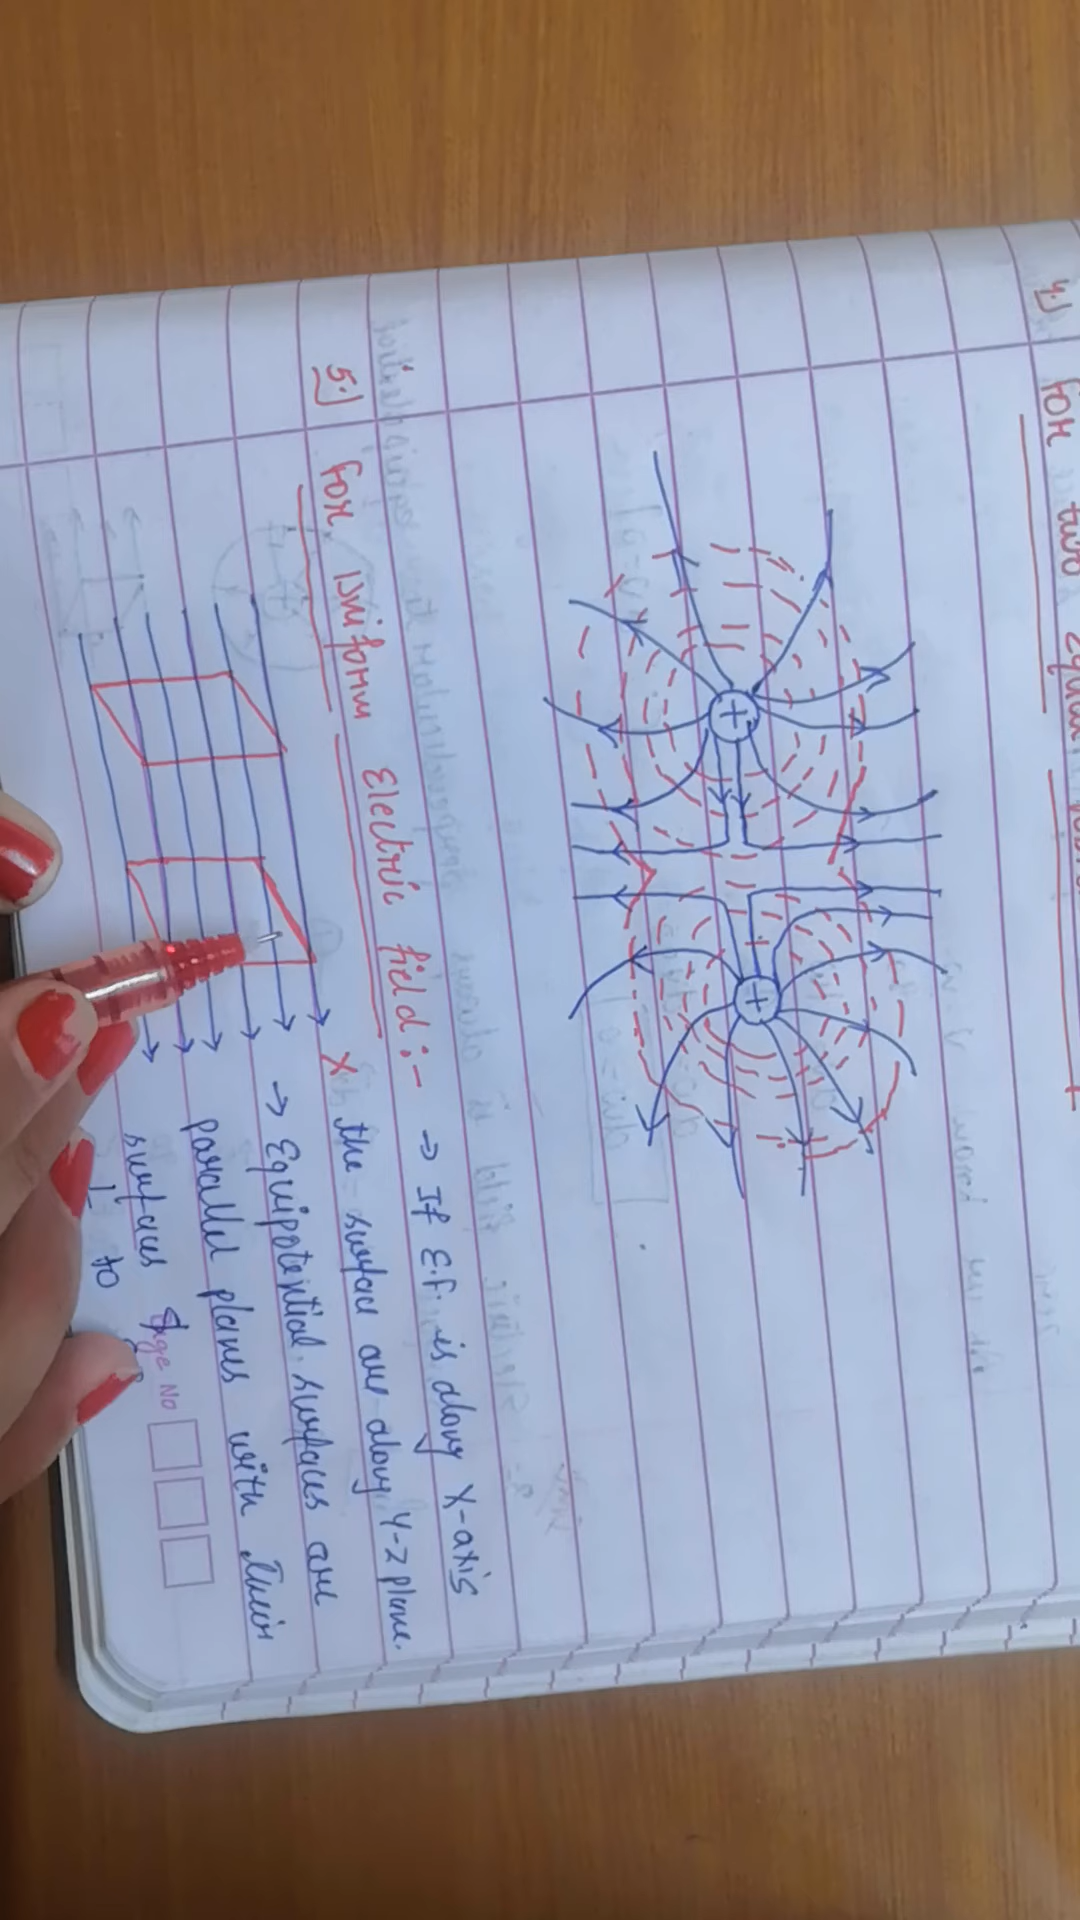 4.) For two equal
+ +
5.) For Uniform Electric field :-
→ If E.F. is along X-axis
the surface are along Y-Z plane.
X
→ Equipotential surfaces are
parallel planes with their
surfaces
⊥ to
Page No